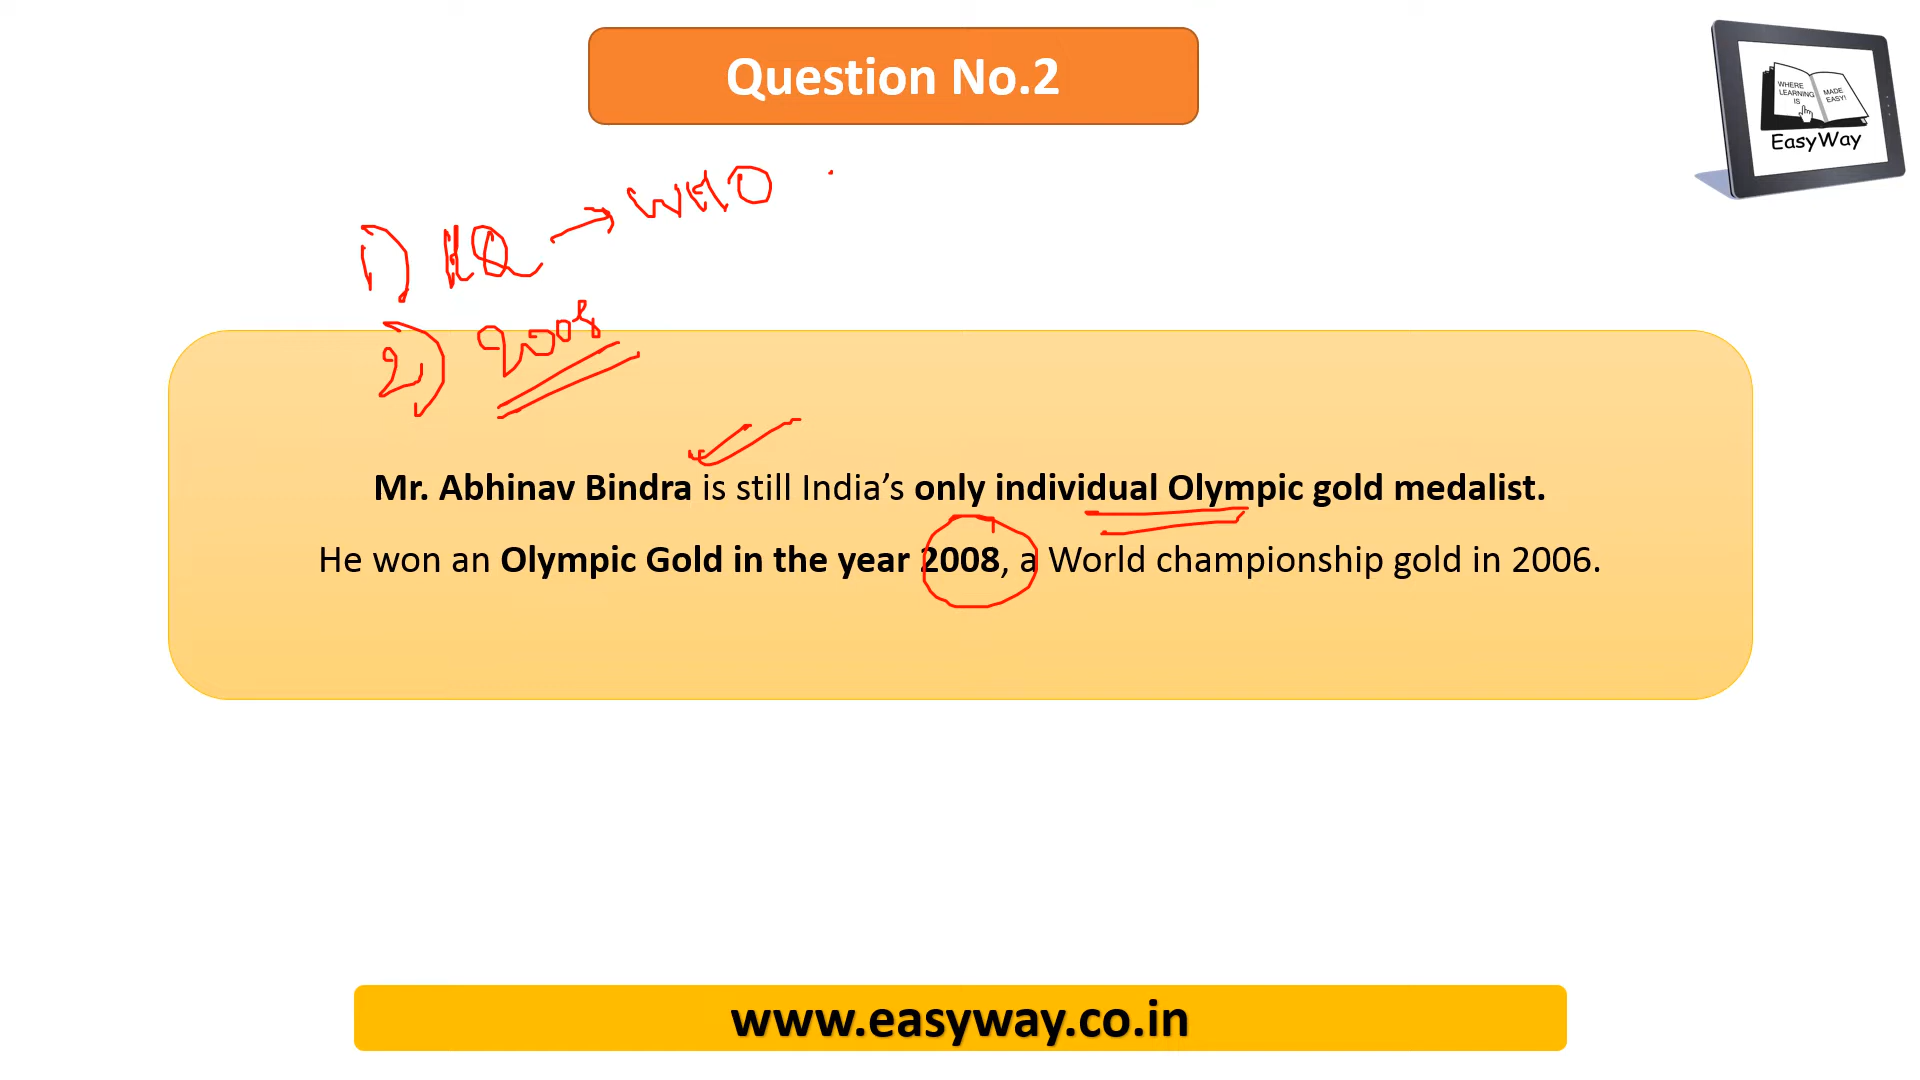 Question No.2
WHERE LEARNING IS
MADE EASY!
EasyWay
1) HQ → WHO
2) 2008
Mr. Abhinav Bindra is still India’s only individual Olympic gold medalist.
He won an Olympic Gold in the year 2008, a World championship gold in 2006.
www.easyway.co.in